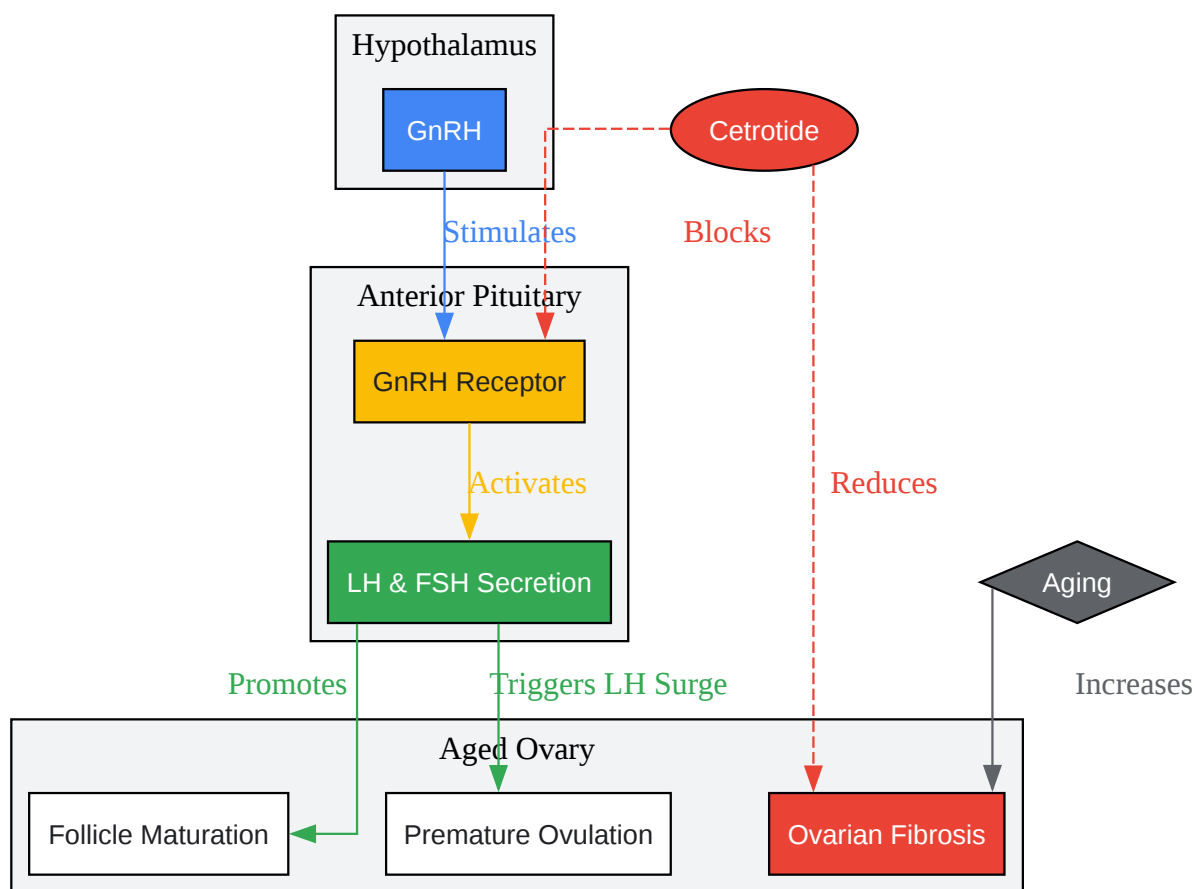 Hypothalamus
GnRH
Cetrotide
Stimulates
Blocks
Anterior Pituitary
GnRH Receptor
Activates
Reduces
LH & FSH Secretion
Aging
Promotes
Triggers LH Surge
Increases
Aged Ovary
Follicle Maturation
Premature Ovulation
Ovarian Fibrosis